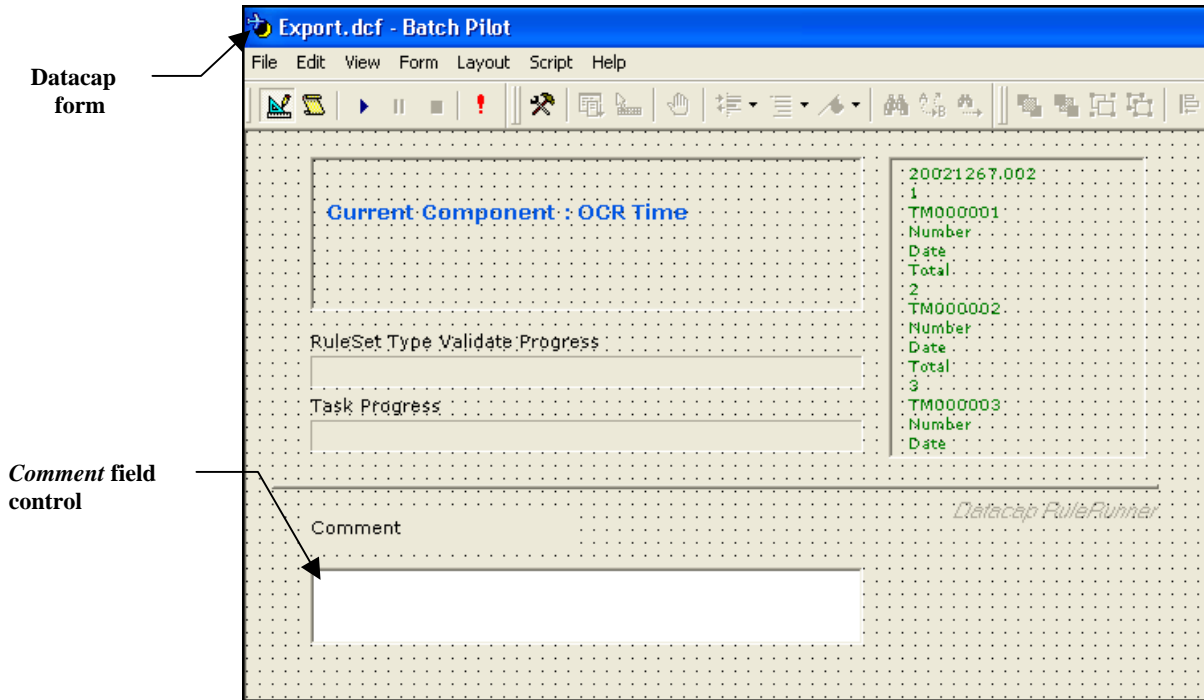 Export.dcf - Batch Pilot
File Edit View Form Layout Script Help
Datacap
form
Current Component : OCR Time
20021267.002
1
TM000001
Number
Date
Total
2
TM000002
Number
Date
Total
3
TM000003
Number
Date
RuleSet Type Validate Progress
Task Progress
Comment field
control
Datacap RuleRunner
Comment